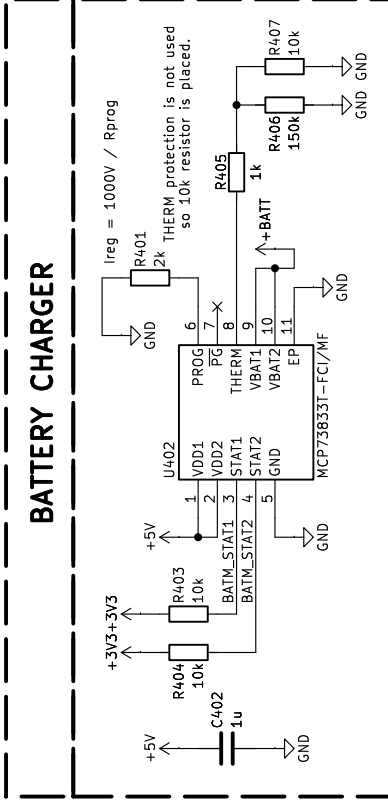 BATTERY CHARGER
Ireg = 1000V / Rprog
THERM protection is not used
so 10k resistor is placed.
+5V
C402
1u
GND
+3V3
+3V3
R404
10k
R403
10k
+5V
BATM_STAT1
BATM_STAT2
GND
U402
1
VDD1
2
VDD2
3
STAT1
4
STAT2
5
GND
PROG
6
PG
7
THERM
8
VBAT1
9
VBAT2
10
EP
11
MCP73833T-FCI/MF
GND
R401
2k
+BATT
GND
R405
1k
R407
10k
GND
R406
150k
GND